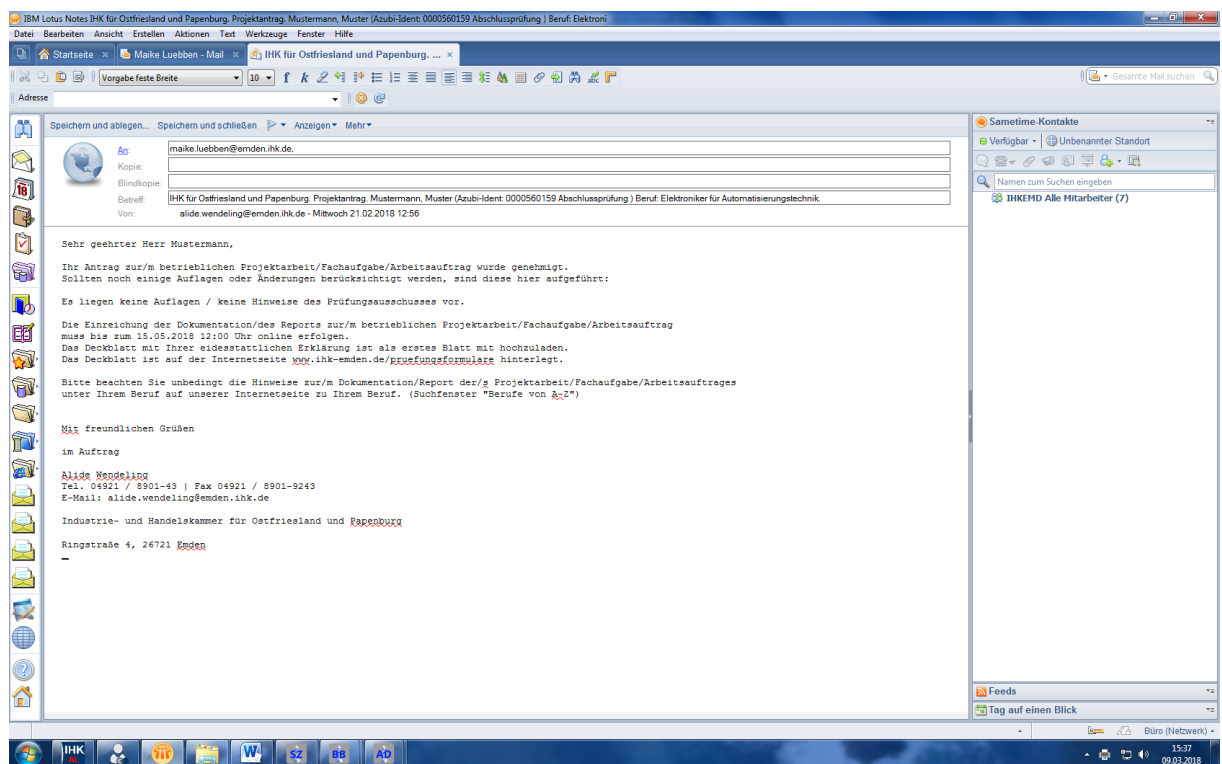 IBM Lotus Notes IHK für Ostfriesland und Papenburg. Projektantrag. Mustermann, Muster (Azubi-Ident: 0000560159 Abschlussprüfung ) Beruf: Elektroni
Datei Bearbeiten Ansicht Erstellen Aktionen Text Werkzeuge Fenster Hilfe
Startseite Maike Luebben - Mail IHK für Ostfriesland und Papenburg. ...
Vorgabe feste Breite 10 f k Gesamte Mail suchen
Adresse
Speichern und ablegen... Speichern und schließen Anzeigen Mehr
An: maike.luebben@emden.ihk.de,
Kopie:
Blindkopie:
Betreff: IHK für Ostfriesland und Papenburg. Projektantrag. Mustermann, Muster (Azubi-Ident: 0000560159 Abschlussprüfung ) Beruf: Elektroniker für Automatisierungstechnik.
Von: alide.wendeling@emden.ihk.de - Mittwoch 21.02.2018 12:56
Sehr geehrter Herr Mustermann,
Ihr Antrag zur/m betrieblichen Projektarbeit/Fachaufgabe/Arbeitsauftrag wurde genehmigt.
Sollten noch einige Auflagen oder Änderungen berücksichtigt werden, sind diese hier aufgeführt:
Es liegen keine Auflagen / keine Hinweise des Prüfungsausschusses vor.
Die Einreichung der Dokumentation/des Reports zur/m betrieblichen Projektarbeit/Fachaufgabe/Arbeitsauftrag
muss bis zum 15.05.2018 12:00 Uhr online erfolgen.
Das Deckblatt mit Ihrer eidesstattlichen Erklärung ist als erstes Blatt mit hochzuladen.
Das Deckblatt ist auf der Internetseite www.ihk-emden.de/pruefungsformulare hinterlegt.
Bitte beachten Sie unbedingt die Hinweise zur/m Dokumentation/Report der/s Projektarbeit/Fachaufgabe/Arbeitsauftrages
unter Ihrem Beruf auf unserer Internetseite zu Ihrem Beruf. (Suchfenster "Berufe von A-Z")
Mit freundlichen Grüßen
im Auftrag
Alide Wendeling
Tel. 04921 / 8901-43 | Fax 04921 / 8901-9243
E-Mail: alide.wendeling@emden.ihk.de
Industrie- und Handelskammer für Ostfriesland und Papenburg
Ringstraße 4, 26721 Emden
Sametime-Kontakte
Verfügbar Unbenannter Standort
Namen zum Suchen eingeben
IHKEMD Alle Mitarbeiter (7)
Feeds
Tag auf einen Blick
Büro (Netzwerk)
IHK SZ BB AD
15:37
09.03.2018